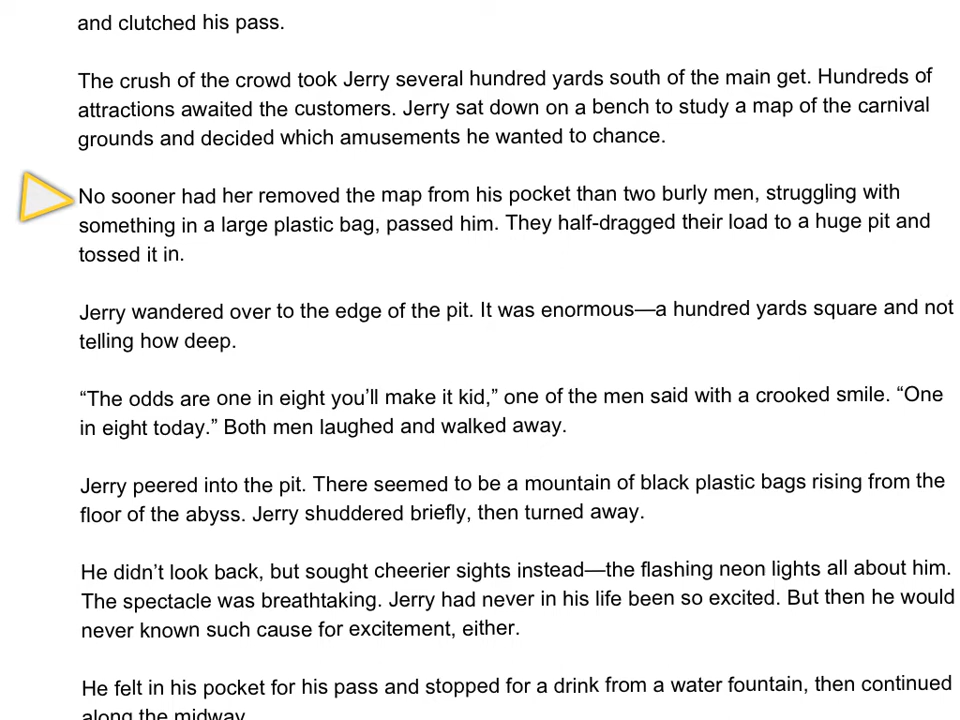 and clutched his pass.
The crush of the crowd took Jerry several hundred yards south of the main get. Hundreds of
attractions awaited the customers. Jerry sat down on a bench to study a map of the carnival
grounds and decided which amusements he wanted to chance.
No sooner had her removed the map from his pocket than two burly men, struggling with
something in a large plastic bag, passed him. They half-dragged their load to a huge pit and
tossed it in.
Jerry wandered over to the edge of the pit. It was enormous—a hundred yards square and not
telling how deep.
“The odds are one in eight you’ll make it kid,” one of the men said with a crooked smile. “One
in eight today.” Both men laughed and walked away.
Jerry peered into the pit. There seemed to be a mountain of black plastic bags rising from the
floor of the abyss. Jerry shuddered briefly, then turned away.
He didn’t look back, but sought cheerier sights instead—the flashing neon lights all about him.
The spectacle was breathtaking. Jerry had never in his life been so excited. But then he would
never known such cause for excitement, either.
He felt in his pocket for his pass and stopped for a drink from a water fountain, then continued
along the midway.